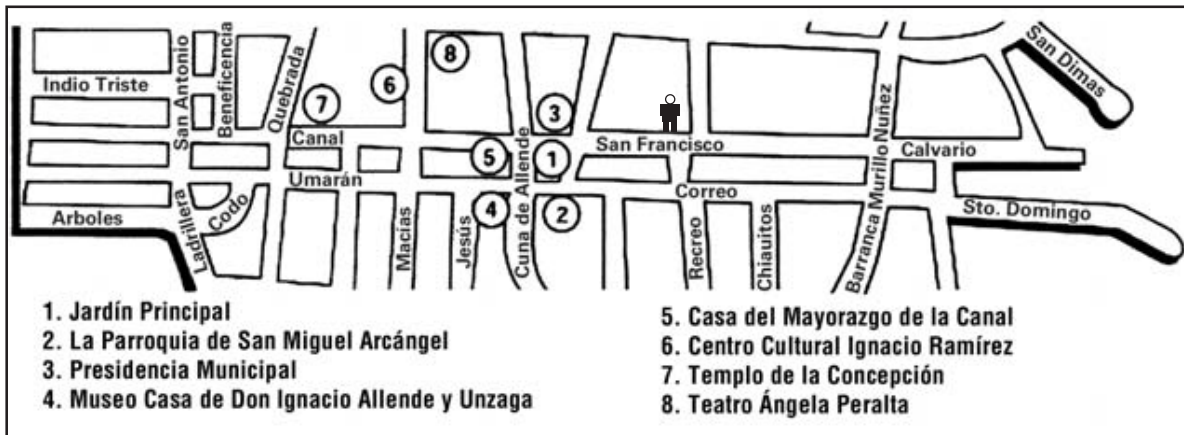 San Antonio
Beneficencia
Quebrada
8
6
San Dimas
Indio Triste
7
3
Canal
5
1
Cuna de Allende
San Francisco
Barranca Murillo Nuñez
Calvario
Umarán
Correo
Arboles
Ladrillera
Codo
Macías
Jesús
4
2
Recreo
Chiauitos
Sto. Domingo
1. Jardín Principal
2. La Parroquia de San Miguel Arcángel
3. Presidencia Municipal
4. Museo Casa de Don Ignacio Allende y Unzaga
5. Casa del Mayorazgo de la Canal
6. Centro Cultural Ignacio Ramírez
7. Templo de la Concepción
8. Teatro Ángela Peralta